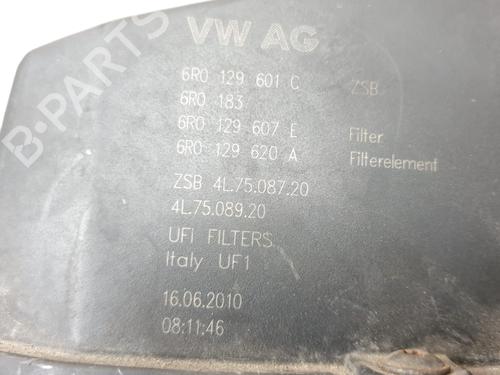 B-PARTS
VW AG
6R0 129 601 C ZSB
6R0 183
6R0 129 607 E Filter
6R0 129 620 A Filterelement
ZSB 4L.75.087.20
4L.75.089.20
UFI FILTERS
Italy UF1
16.06.2010
08:11:46